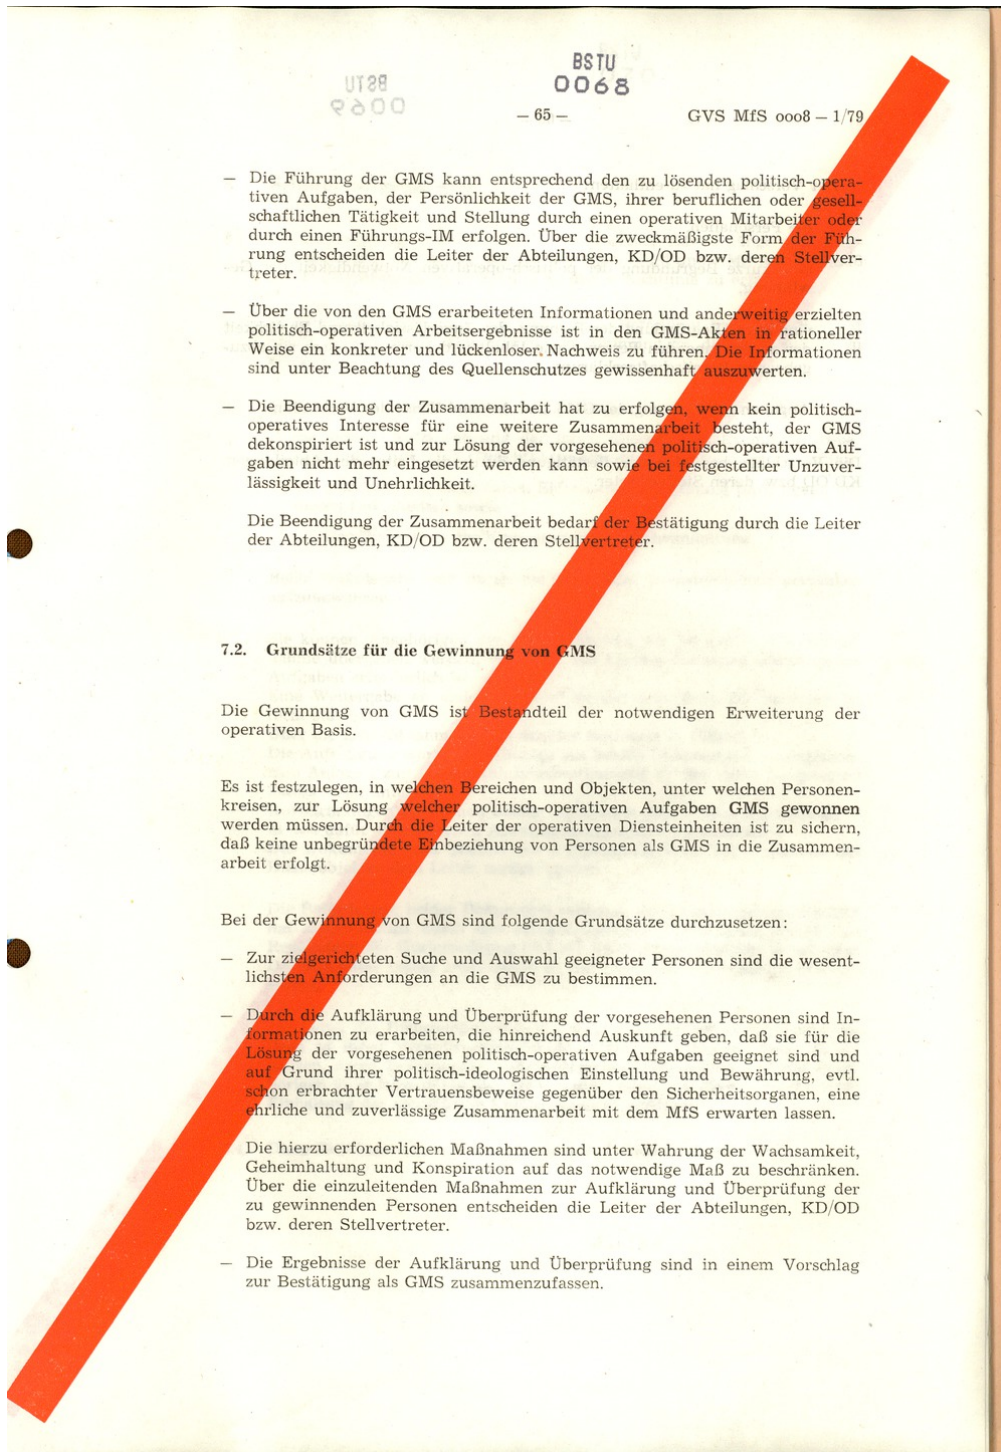 BSTU
0068
BSTU
0069
— 65 —
GVS MfS 0008 — 1/79
— Die Führung der GMS kann entsprechend den zu lösenden politisch-opera-
tiven Aufgaben, der Persönlichkeit der GMS, ihrer beruflichen oder gesell-
schaftlichen Tätigkeit und Stellung durch einen operativen Mitarbeiter oder
durch einen Führungs-IM erfolgen. Über die zweckmäßigste Form der Füh-
rung entscheiden die Leiter der Abteilungen, KD/OD bzw. deren Stellver-
treter.
— Über die von den GMS erarbeiteten Informationen und anderweitig erzielten
politisch-operativen Arbeitsergebnisse ist in den GMS-Akten in rationeller
Weise ein konkreter und lückenloser Nachweis zu führen. Die Informationen
sind unter Beachtung des Quellenschutzes gewissenhaft auszuwerten.
— Die Beendigung der Zusammenarbeit hat zu erfolgen, wenn kein politisch-
operatives Interesse für eine weitere Zusammenarbeit besteht, der GMS
dekonspiriert ist und zur Lösung der vorgesehenen politisch-operativen Auf-
gaben nicht mehr eingesetzt werden kann sowie bei festgestellter Unzuver-
lässigkeit und Unehrlichkeit.
Die Beendigung der Zusammenarbeit bedarf der Bestätigung durch die Leiter
der Abteilungen, KD/OD bzw. deren Stellvertreter.
7.2. Grundsätze für die Gewinnung von GMS
Die Gewinnung von GMS ist Bestandteil der notwendigen Erweiterung der
operativen Basis.
Es ist festzulegen, in welchen Bereichen und Objekten, unter welchen Personen-
kreisen, zur Lösung welcher politisch-operativen Aufgaben GMS gewonnen
werden müssen. Durch die Leiter der operativen Diensteinheiten ist zu sichern,
daß keine unbegründete Einbeziehung von Personen als GMS in die Zusammen-
arbeit erfolgt.
Bei der Gewinnung von GMS sind folgende Grundsätze durchzusetzen:
— Zur zielgerichteten Suche und Auswahl geeigneter Personen sind die wesent-
lichsten Anforderungen an die GMS zu bestimmen.
— Durch die Aufklärung und Überprüfung der vorgesehenen Personen sind In-
formationen zu erarbeiten, die hinreichend Auskunft geben, daß sie für die
Lösung der vorgesehenen politisch-operativen Aufgaben geeignet sind und
auf Grund ihrer politisch-ideologischen Einstellung und Bewährung, evtl.
schon erbrachter Vertrauensbeweise gegenüber den Sicherheitsorganen, eine
ehrliche und zuverlässige Zusammenarbeit mit dem MfS erwarten lassen.
Die hierzu erforderlichen Maßnahmen sind unter Wahrung der Wachsamkeit,
Geheimhaltung und Konspiration auf das notwendige Maß zu beschränken.
Über die einzuleitenden Maßnahmen zur Aufklärung und Überprüfung der
zu gewinnenden Personen entscheiden die Leiter der Abteilungen, KD/OD
bzw. deren Stellvertreter.
— Die Ergebnisse der Aufklärung und Überprüfung sind in einem Vorschlag
zur Bestätigung als GMS zusammenzufassen.